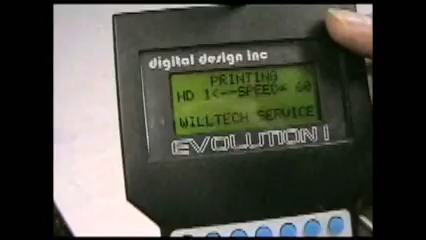 digital design inc
PRINTING
HD 1<--SPEED= 60
WILLTECH SERVICE
EVOLUTION I